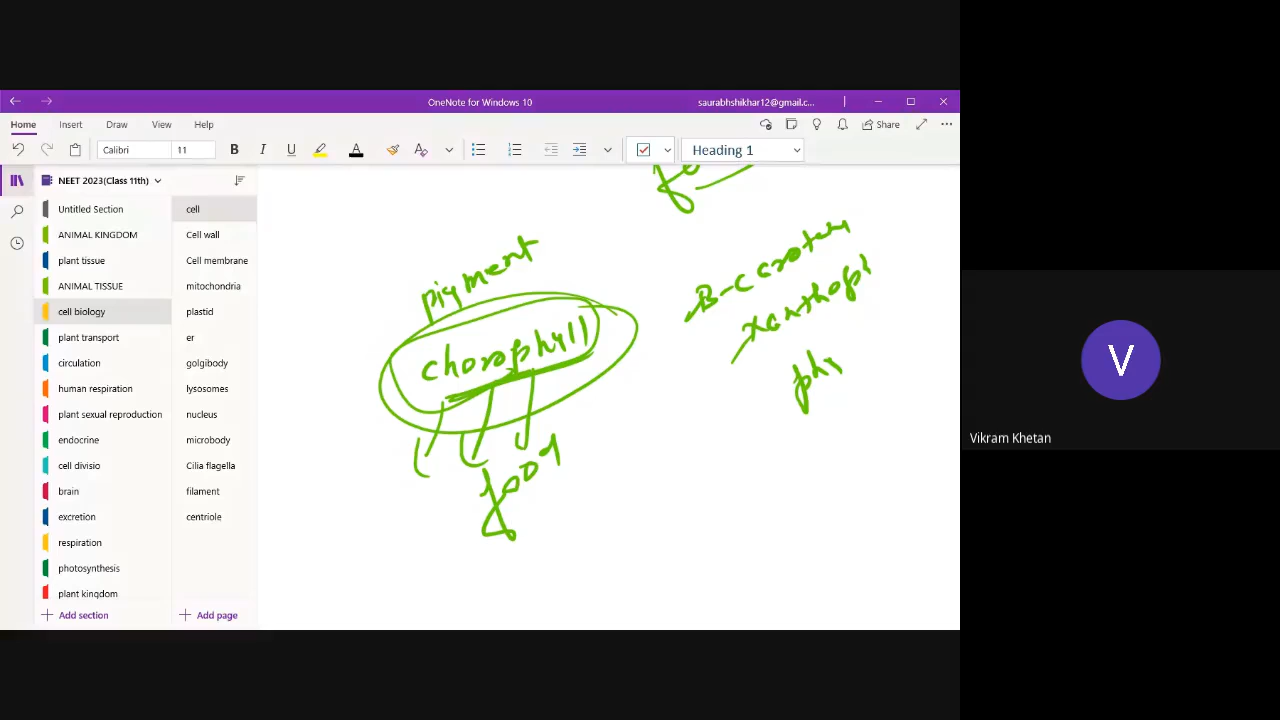 OneNote for Windows 10
saurabhshikhar12@gmail.c...
Home Insert Draw View Help
Share
Calibri 11 B I U A Heading 1
NEET 2023(Class 11th)
Untitled Section
ANIMAL KINGDOM
plant tissue
ANIMAL TISSUE
cell biology
plant transport
circulation
human respiration
plant sexual reproduction
endocrine
cell divisio
brain
excretion
respiration
photosynthesis
plant kingdom
Add section
cell
Cell wall
Cell membrane
mitochondria
plastid
er
golgibody
lysosomes
nucleus
microbody
Cilia flagella
filament
centriole
Add page
pigment
chorophyll
food
xanthoph
V
Vikram Khetan